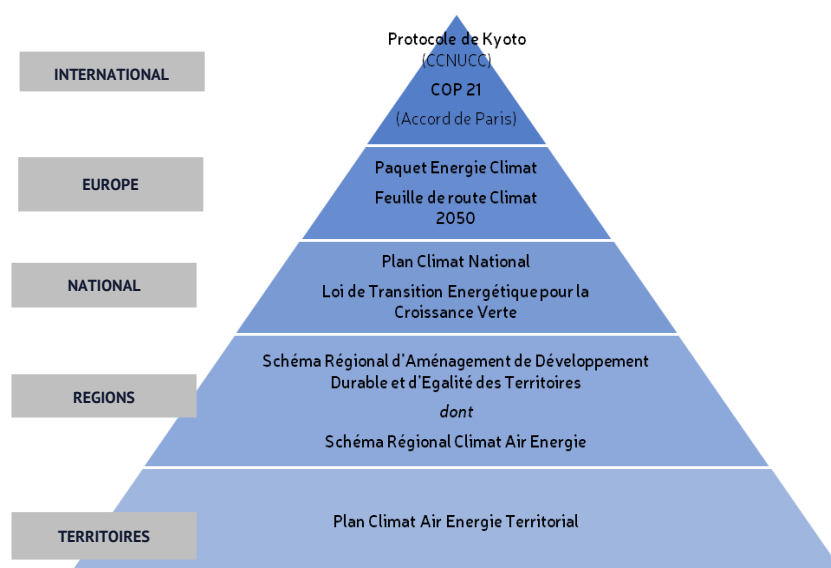 Protocole de Kyoto
(CCNUCC)
INTERNATIONAL
COP 21
(Accord de Paris)
EUROPE
Paquet Energie Climat
Feuille de route Climat
2050
NATIONAL
Plan Climat National
Loi de Transition Energétique pour la
Croissance Verte
REGIONS
Schéma Régional d'Aménagement de Développement
Durable et d'Egalité des Territoires
dont
Schéma Régional Climat Air Energie
TERRITOIRES
Plan Climat Air Energie Territorial